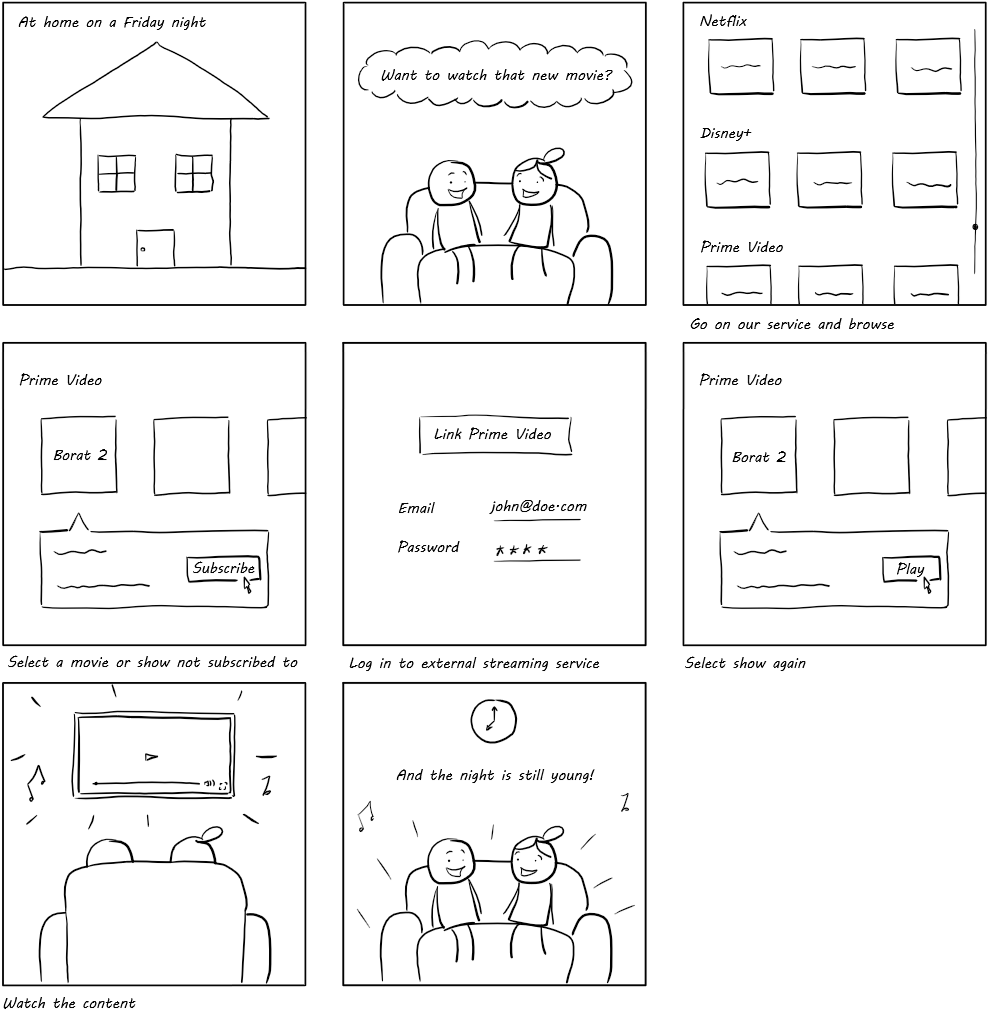 At home on a Friday night
Want to watch that new movie?
Netflix
Disney+
Prime Video
Go on our service and browse
Prime Video
Borat 2
Subscribe
Select a movie or show not subscribed to
Link Prime Video
Email john@doe.com
Password ****
Log in to external streaming service
Prime Video
Borat 2
Play
Select show again
Watch the content
And the night is still young!